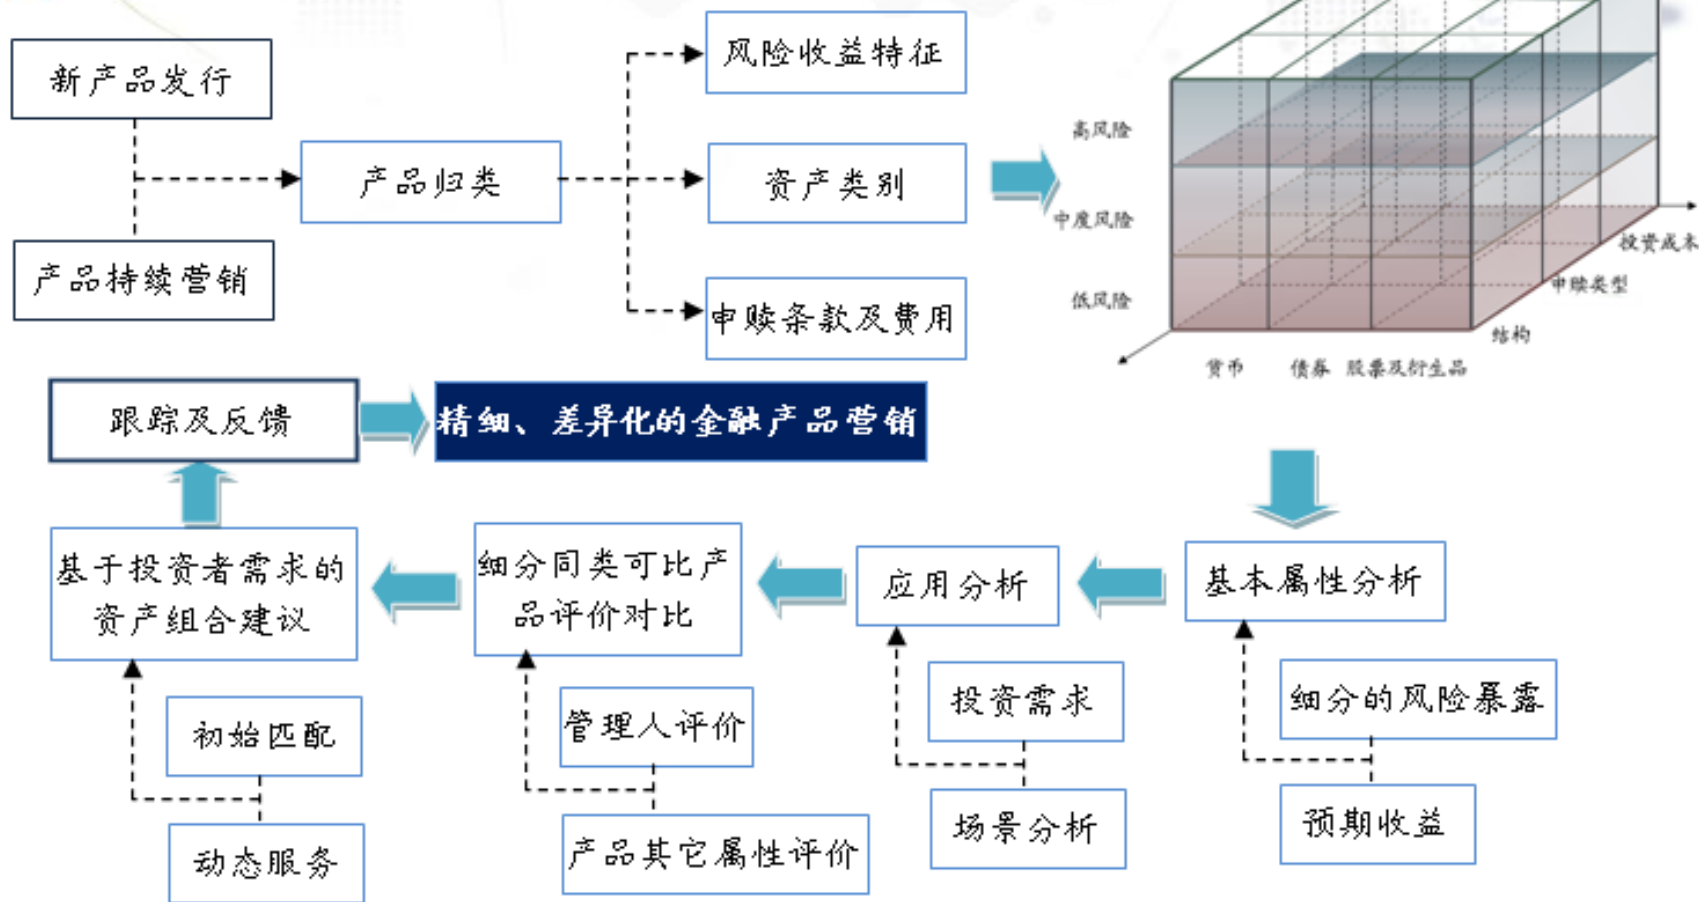 新产品发行
产品持续营销
产品归类
风险收益特征
资产类别
申赎条款及费用
高风险
中度风险
低风险
货币
债券
股票及衍生品
结构
申赎类型
投资成本
跟踪及反馈
精细、差异化的金融产品营销
基于投资者需求的
资产组合建议
细分同类可比产
品评价对比
应用分析
基本属性分析
初始匹配
动态服务
管理人评价
产品其它属性评价
投资需求
场景分析
细分的风险暴露
预期收益